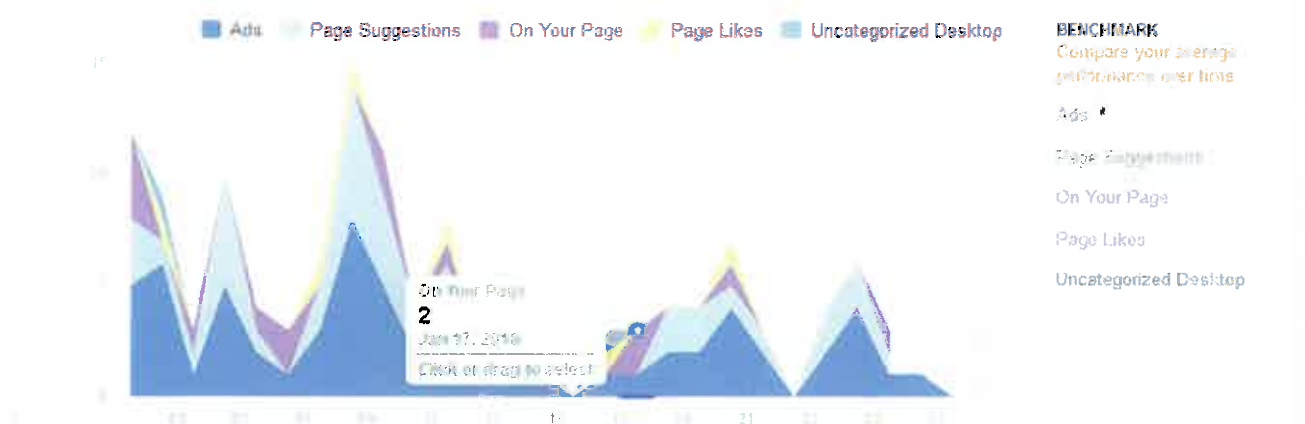 Ads Page Suggestions On Your Page Page Likes Uncategorized Desktop
BENCHMARK
Compare your average
performance over time
Ads
Page Suggestions
On Your Page
Page Likes
Uncategorized Desktop
On Your Page
2
Click or drag to select
21